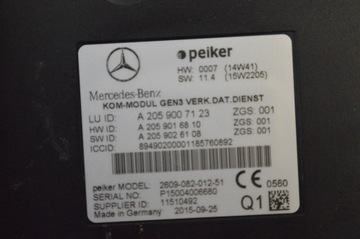 peiker
HW: 0007 (14W41)
SW: 11.4 (15W2205)
Mercedes-Benz
KOM-MODUL GEN3 VERK.DAT.DIENST
LU ID: A 205 900 71 23 ZGS: 001
HW ID: A 205 901 68 10 ZGS: 001
SW ID: A 205 902 61 08
ICCID: 89490200001185760892
peiker MODEL: 2609-082-012-51
SERIAL NO: P15004006680
SUPPLIER ID: 11510492
Made in Germany 2015-09-25
CE 0560
Q1